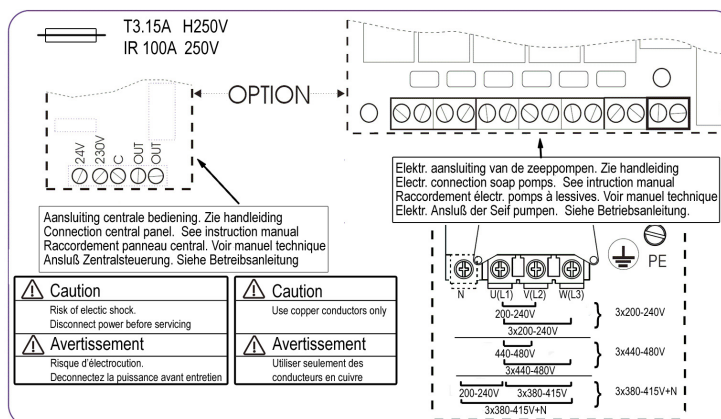 T3.15A H250V
IR 100A 250V
OPTION
24V
230V
C
OUT
OUT
Elektr. aansluiting van de zeeppompen. Zie handleiding
Electr. connection soap pomps. See intruction manual
Raccordement électr. pomps à lessives. Voir manuel technique
Elektr. Anslu&szlig; der Seif pumpen. Siehe Betriebsanleitung.
Aansluiting centrale bediening. Zie handleiding
Connection central panel. See instruction manual
Raccordement panneau central. Voir manuel technique
Ansluß Zentralsteuerung. Siehe Betreibsanleitung
Caution
Risk of electic shock.
Disconnect power before servicing
Avertissement
Risque d'électrocution.
Deconnectez la puissance avant entretien
Caution
Use copper conductors only
Avertissement
Utiliser seulement des
conducteurs en cuivre
PE
N U(L1) V(L2) W(L3)
200-240V
3x200-240V
3x200-240V
440-480V
3x440-480V
3x440-480V
200-240V 3x380-415V
3x380-415V+N
3x380-415V+N